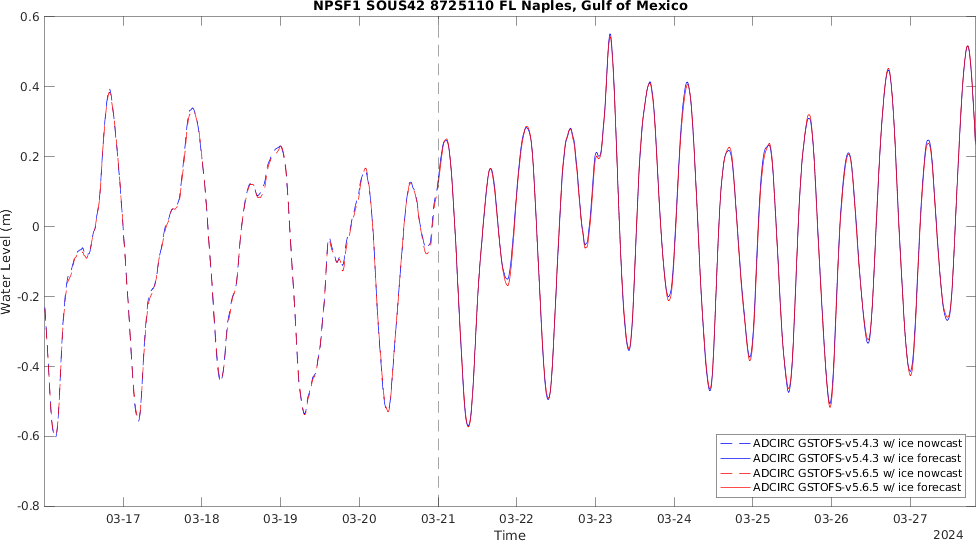 NPSF1 SOUS42 8725110 FL Naples, Gulf of Mexico
0.6
0.4
0.2
0
-0.2
-0.4
-0.6
-0.8
Water Level (m)
ADCIRC GSTOFS-v5.4.3 w/ ice nowcast
ADCIRC GSTOFS-v5.4.3 w/ ice forecast
ADCIRC GSTOFS-v5.6.5 w/ ice nowcast
ADCIRC GSTOFS-v5.6.5 w/ ice forecast
03-17 03-18 03-19 03-20 03-21 03-22 03-23 03-24 03-25 03-26 03-27
Time
2024